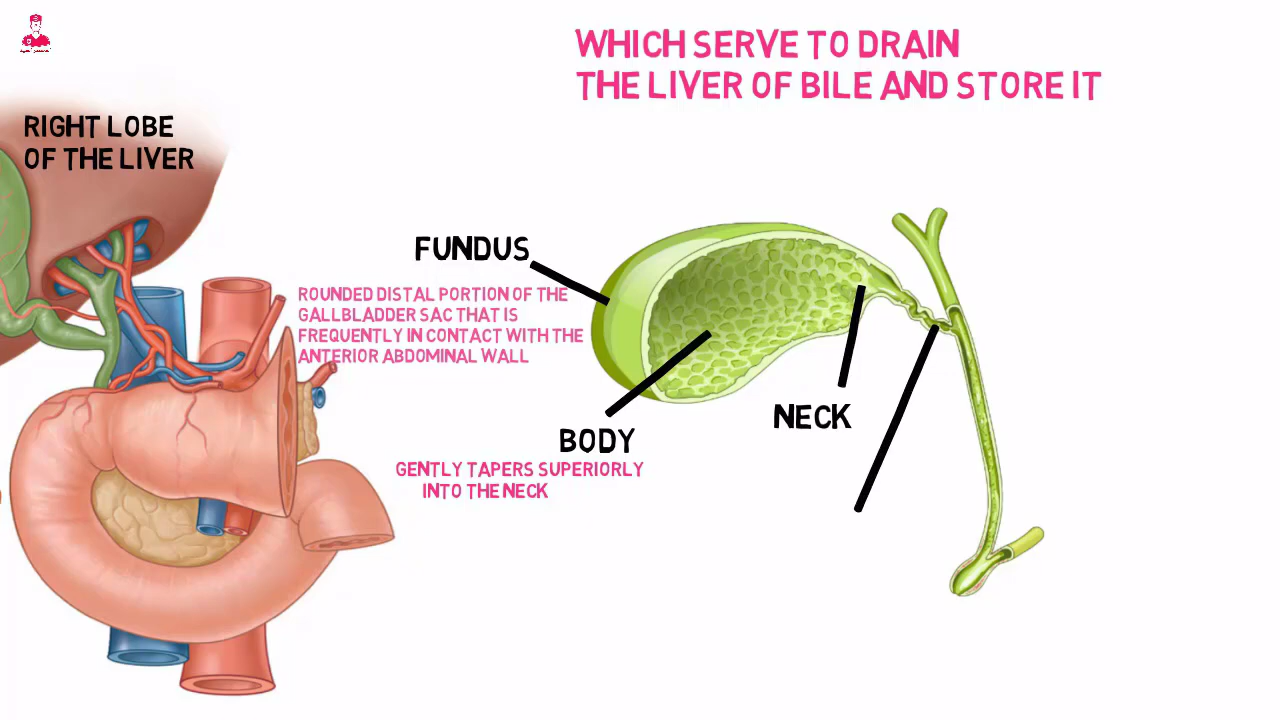 WHICH SERVE TO DRAIN
THE LIVER OF BILE AND STORE IT
RIGHT LOBE
OF THE LIVER
FUNDUS
ROUNDED DISTAL PORTION OF THE
GALLBLADDER SAC THAT IS
FREQUENTLY IN CONTACT WITH THE
ANTERIOR ABDOMINAL WALL
NECK
BODY
GENTLY TAPERS SUPERIORLY
INTO THE NECK